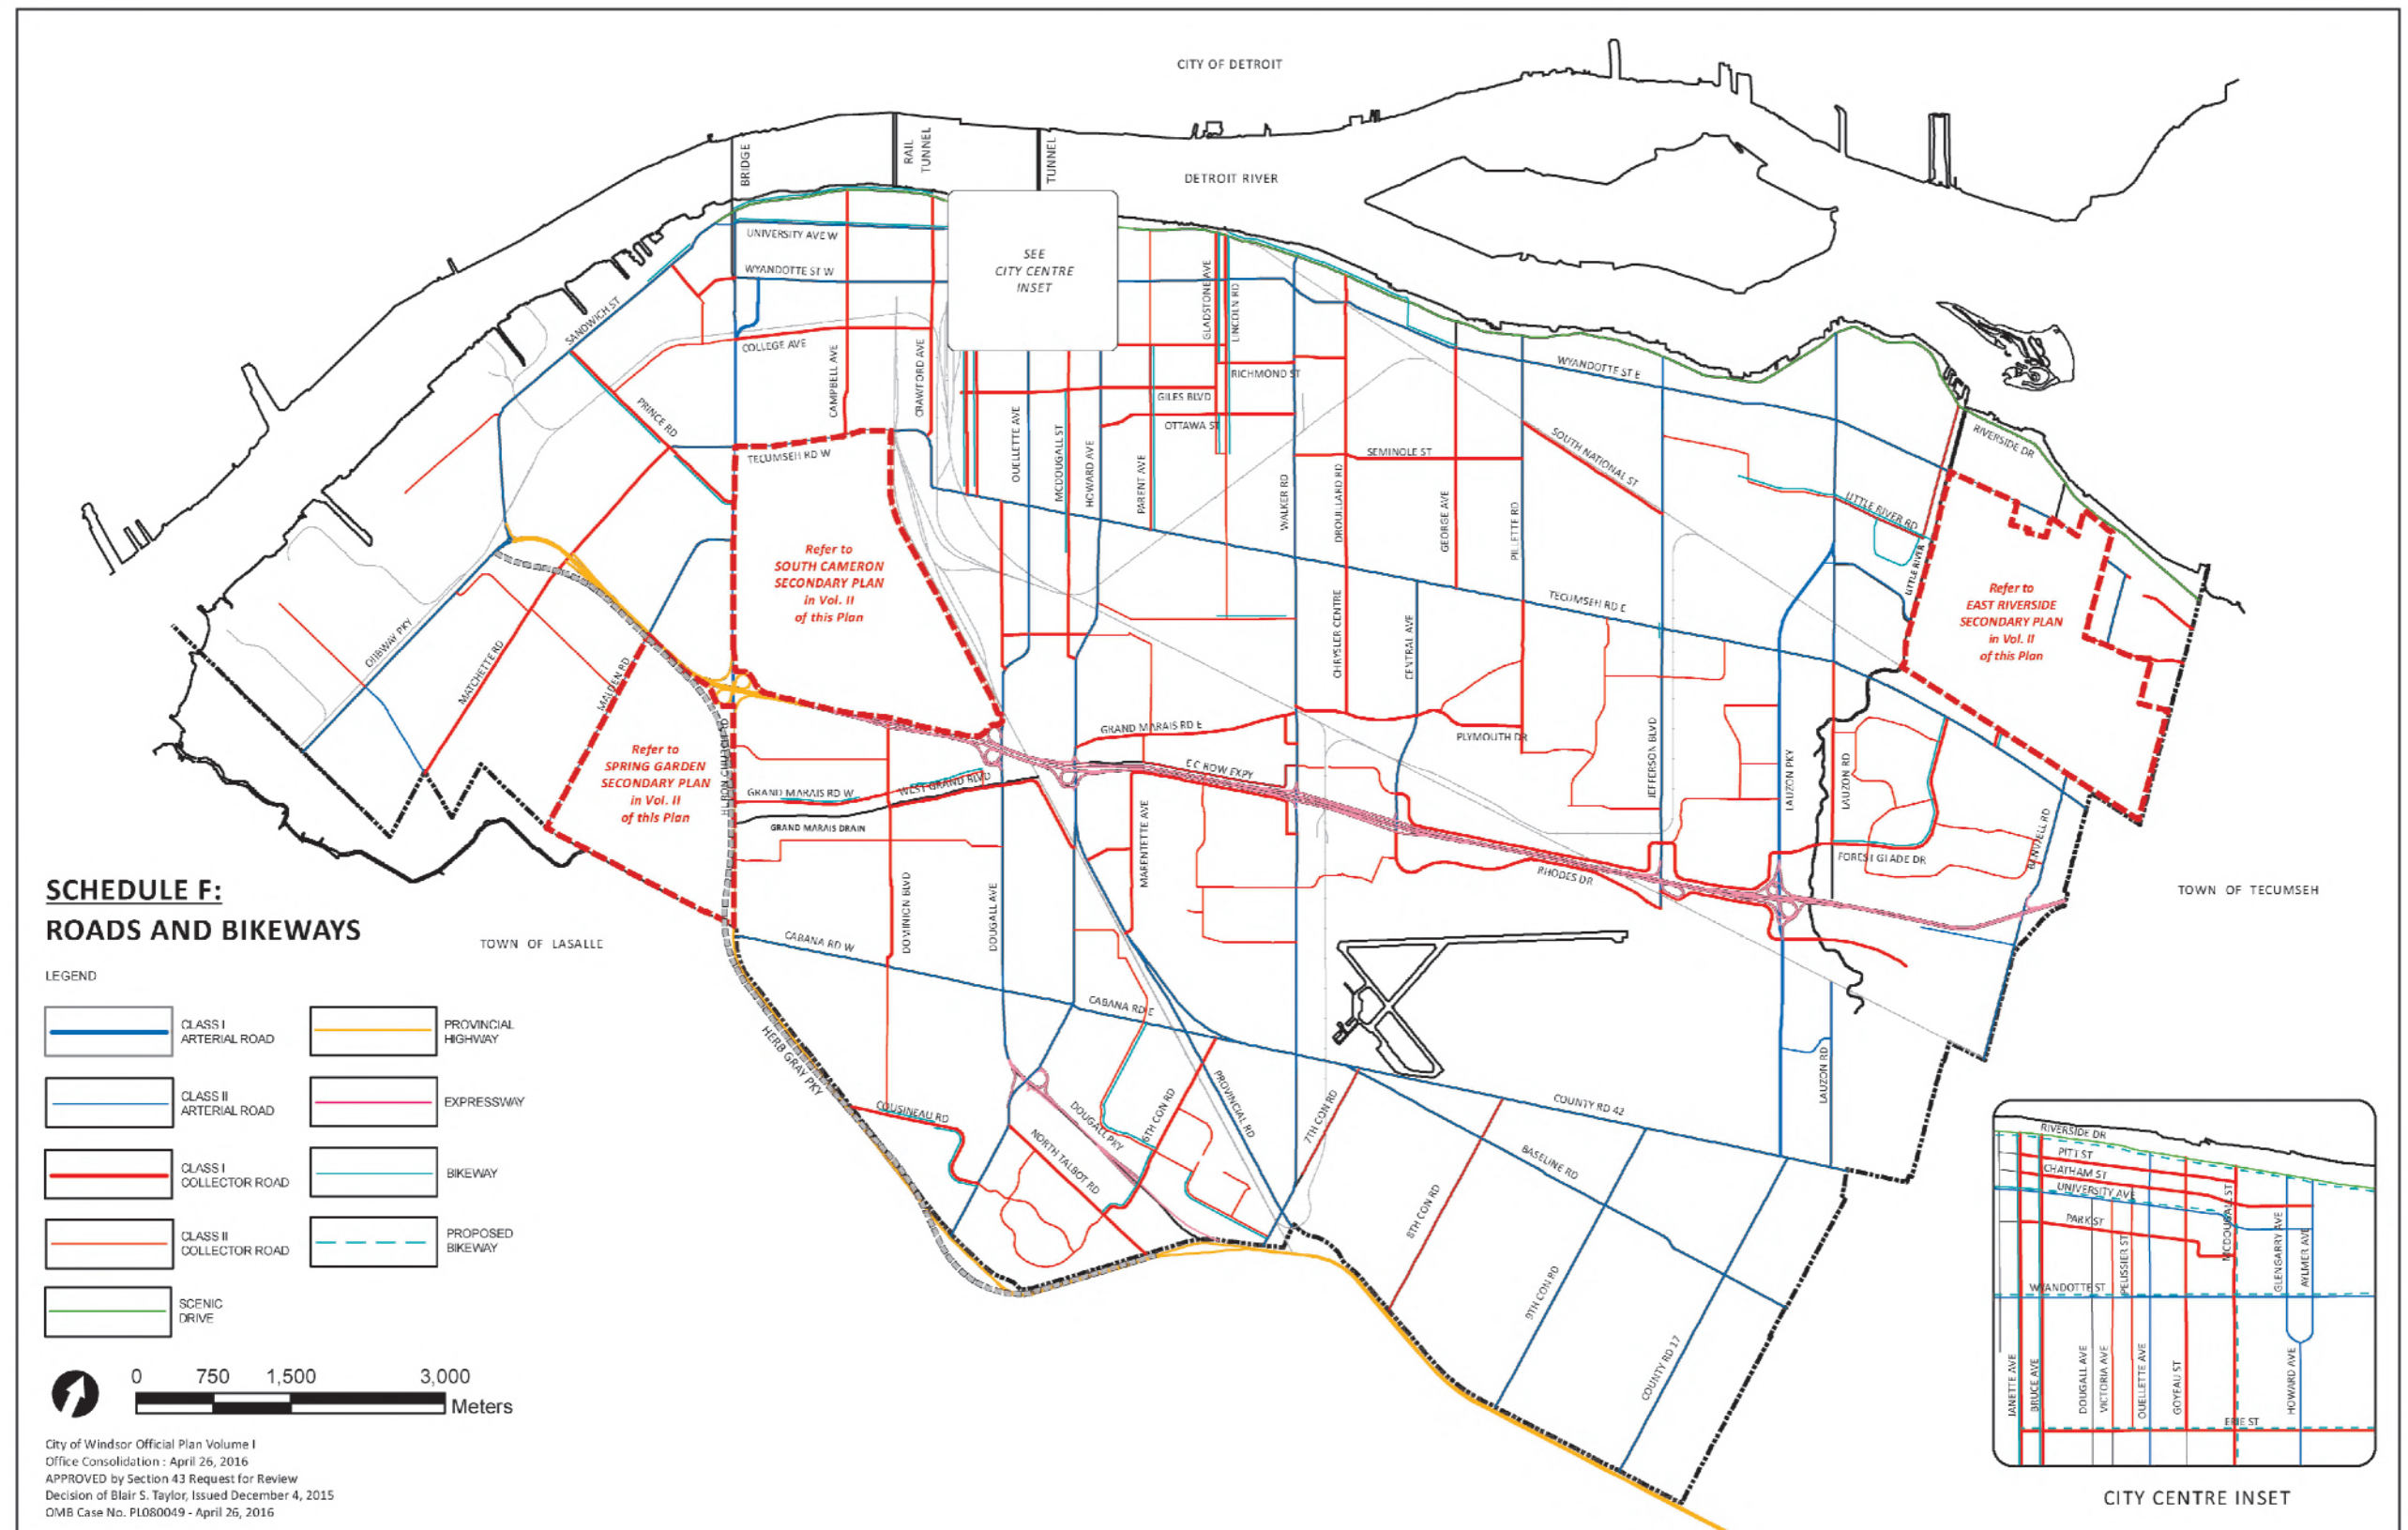 CITY OF DETROIT
BRIDGE
RAIL
TUNNEL
TUNNEL
DETROIT RIVER
SEE
CITY CENTRE
INSET
UNIVERSITY AVE W
WYANDOTTE ST W
SANDWICH ST
COLLEGE AVE
CAMPBELL AVE
CRAWFORD AVE
PRINCE RD
TECUMSEH RD W
GLADSTONE AVE
LINCOLN RD
RICHMOND ST
GILES BLVD
OTTAWA ST
OUELLETTE AVE
MCDOUGALL ST
HOWARD AVE
PARENT AVE
WALKER RD
DROUILLARD RD
SEMINOLE ST
GEORGE AVE
PILLETTE RD
WYANDOTTE ST E
SOUTH NATIONAL ST
LITTLE RIVER RD
RIVERSIDE DR
LITTLE RIVER
Refer to
SOUTH CAMERON
SECONDARY PLAN
in Vol. II
of this Plan
Refer to
EAST RIVERSIDE
SECONDARY PLAN
in Vol. II
of this Plan
CHRYSLER CENTRE
CENTRAL AVE
TECUMSEH RD E
OJIBWAY PKY
MATCHETTE RD
MALDEN RD
Refer to
SPRING GARDEN
SECONDARY PLAN
in Vol. II
of this Plan
HURON CHURCH RD
GRAND MARAIS RD E
PLYMOUTH DR
JEFFERSON BLVD
LAUZON PKY
LAUZON RD
E C ROW EXPY
GRAND MARAIS RD W
WEST GRAND BLVD
GRAND MARAIS DRAIN
MARENTETTE AVE
RHODES DR
FOREST GLADE DR
BANWELL RD
TOWN OF TECUMSEH
TOWN OF LASALLE
DOMINION BLVD
DOUGALL AVE
CABANA RD W
CABANA RD E
HERB GRAY PKY
COUSINEAU RD
NORTH TALBOT RD
DOUGALL PKY
6TH CON RD
PROVINCIAL RD
7TH CON RD
8TH CON RD
9TH CON RD
BASELINE RD
COUNTY RD 42
COUNTY RD 17
LAUZON RD
SCHEDULE F:
ROADS AND BIKEWAYS
LEGEND
CLASS I
ARTERIAL ROAD
CLASS II
ARTERIAL ROAD
CLASS I
COLLECTOR ROAD
CLASS II
COLLECTOR ROAD
SCENIC
DRIVE
PROVINCIAL
HIGHWAY
EXPRESSWAY
BIKEWAY
PROPOSED
BIKEWAY
0 750 1,500 3,000
Meters
City of Windsor Official Plan Volume I
Office Consolidation : April 26, 2016
APPROVED by Section 43 Request for Review
Decision of Blair S. Taylor, Issued December 4, 2015
OMB Case No. PL080049 - April 26, 2016
RIVERSIDE DR
PITT ST
CHATHAM ST
UNIVERSITY AVE
PARK ST
MCDOUGALL ST
PELISSIER ST
GLENGARRY AVE
AYLMER AVE
WYANDOTTE ST
JANETTE AVE
BRUCE AVE
DOUGALL AVE
VICTORIA AVE
OUELLETTE AVE
GOYEAU ST
HOWARD AVE
ERIE ST
CITY CENTRE INSET